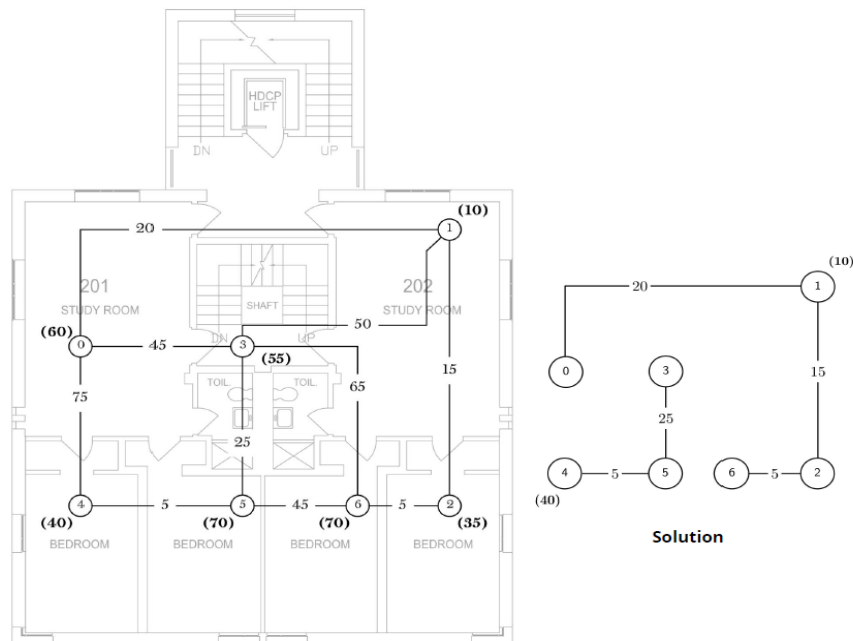 HDCP
LIFT
DN
UP
(10)
1
20
201
STUDY ROOM
SHAFT
202
STUDY ROOM
50
DN
UP
(60)
0
45
3
(55)
15
TOIL.
TOIL.
75
65
25
4
5
5
45
6
5
2
(40)
(70)
(70)
(35)
BEDROOM
BEDROOM
BEDROOM
BEDROOM
(10)
1
20
0
3
15
25
4
5
5
6
5
2
(40)
Solution